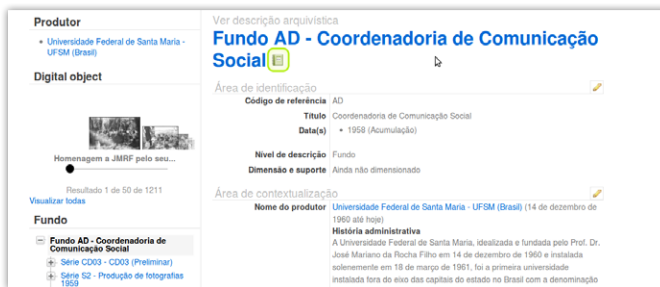 Produtor
Universidade Federal de Santa Maria -
UFSM (Brasil)
Digital object
Homenagem a JMRF pelo seu...
Resultado 1 de 50 de 1211
Visualizar todas
Fundo
Fundo AD - Coordenadoria de
Comunicação Social
Série CD03 - CD03 (Preliminar)
Série S2 - Produção de fotografias
1959
Ver descrição arquivística
Fundo AD - Coordenadoria de Comunicação
Social
Área de identificação
Código de referência AD
Título Coordenadoria de Comunicação Social
Data(s) • 1958 (Acumulação)
Nível de descrição Fundo
Dimensão e suporte Ainda não dimensionado
Área de contextualização
Nome do produtor Universidade Federal de Santa Maria - UFSM (Brasil) (14 de dezembro de
1960 até hoje)
História administrativa
A Universidade Federal de Santa Maria, idealizada e fundada pelo Prof. Dr.
José Mariano da Rocha Filho em 14 de dezembro de 1960 e instalada
solenemente em 18 de março de 1961, foi a primeira universidade
instalada fora do eixo das capitais do estado no Brasil com a denominação